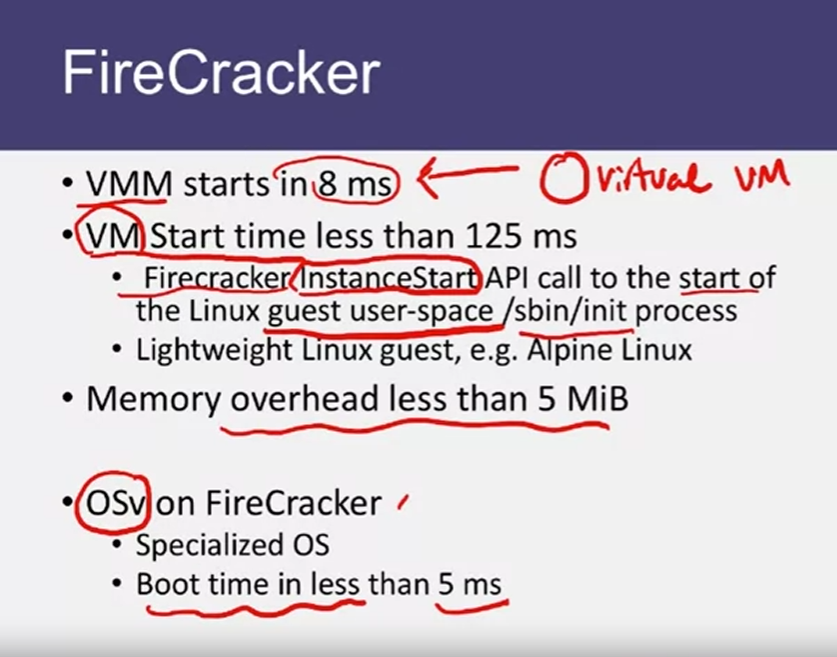 FireCracker
• VMM starts in 8 ms O virtual VM
• VM Start time less than 125 ms
• Firecracker InstanceStart API call to the start of
the Linux guest user-space /sbin/init process
• Lightweight Linux guest, e.g. Alpine Linux
• Memory overhead less than 5 MiB
• OSv on FireCracker
• Specialized OS
• Boot time in less than 5 ms